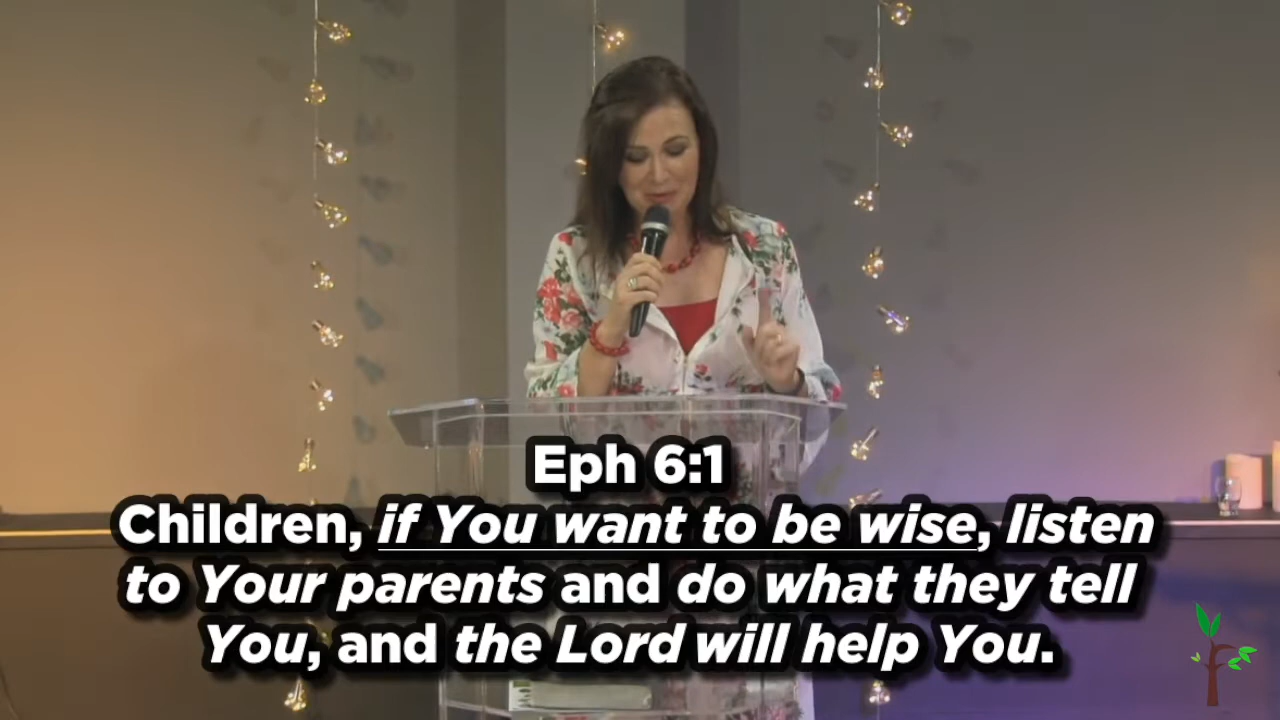 Eph 6:1
Children, if You want to be wise, listen
to Your parents and do what they tell
You, and the Lord will help You.